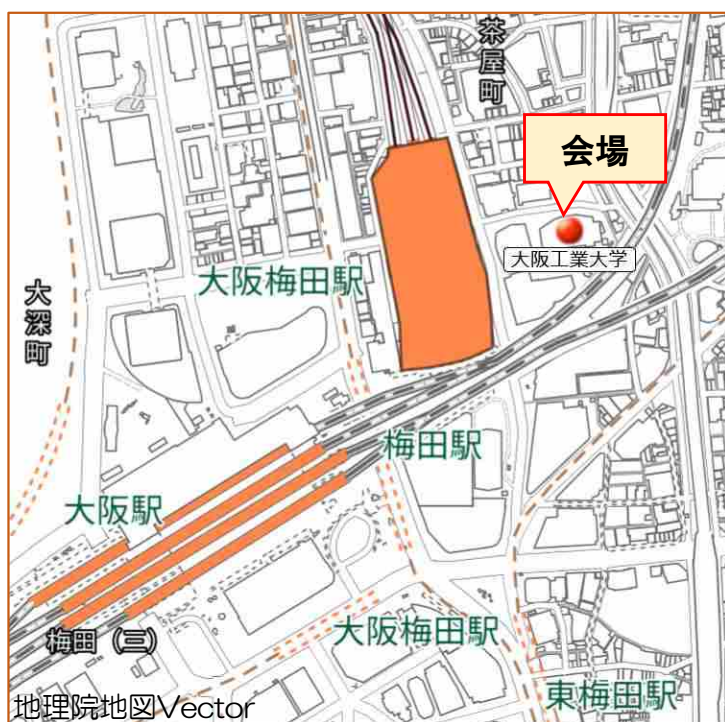 茶屋町
会場
大阪工業大学
大阪梅田駅
大深町
梅田駅
大阪駅
大阪梅田駅
梅田（三）
東梅田駅
地理院地図Vector